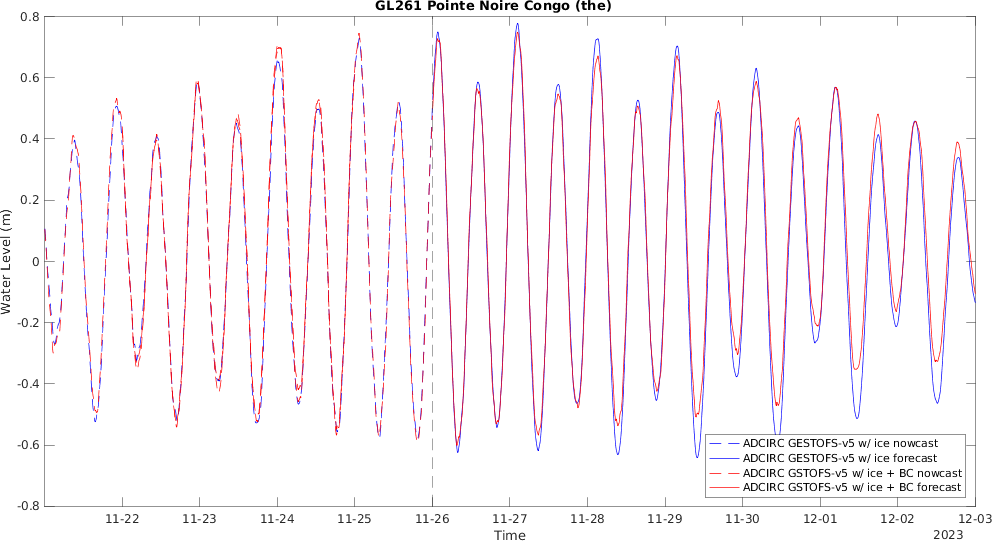 GL261 Pointe Noire Congo (the)
0.8
0.6
0.4
0.2
0
-0.2
-0.4
-0.6
-0.8
Water Level (m)
ADCIRC GESTOFS-v5 w/ ice nowcast
ADCIRC GESTOFS-v5 w/ ice forecast
ADCIRC GSTOFS-v5 w/ ice + BC nowcast
ADCIRC GSTOFS-v5 w/ ice + BC forecast
11-22 11-23 11-24 11-25 11-26 11-27 11-28 11-29 11-30 12-01 12-02 12-03
Time
2023